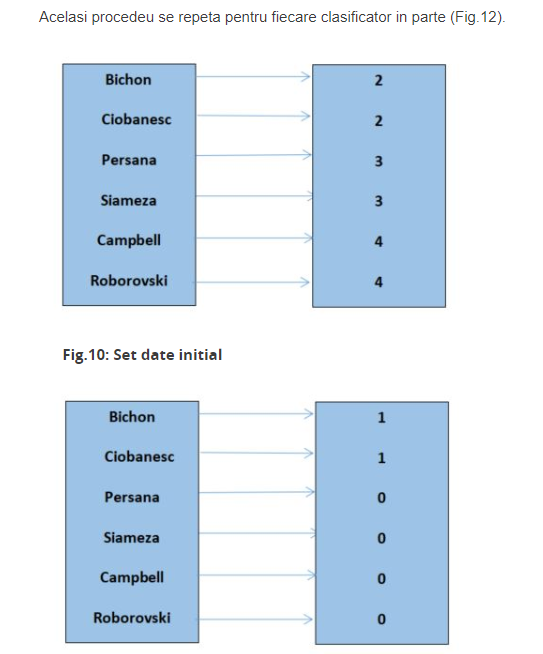 Acelasi procedeu se repeta pentru fiecare clasificator in parte (Fig.12).
Bichon 2
Ciobanesc 2
Persana 3
Siameza 3
Campbell 4
Roborovski 4
Fig.10: Set date initial
Bichon 1
Ciobanesc 1
Persana 0
Siameza 0
Campbell 0
Roborovski 0